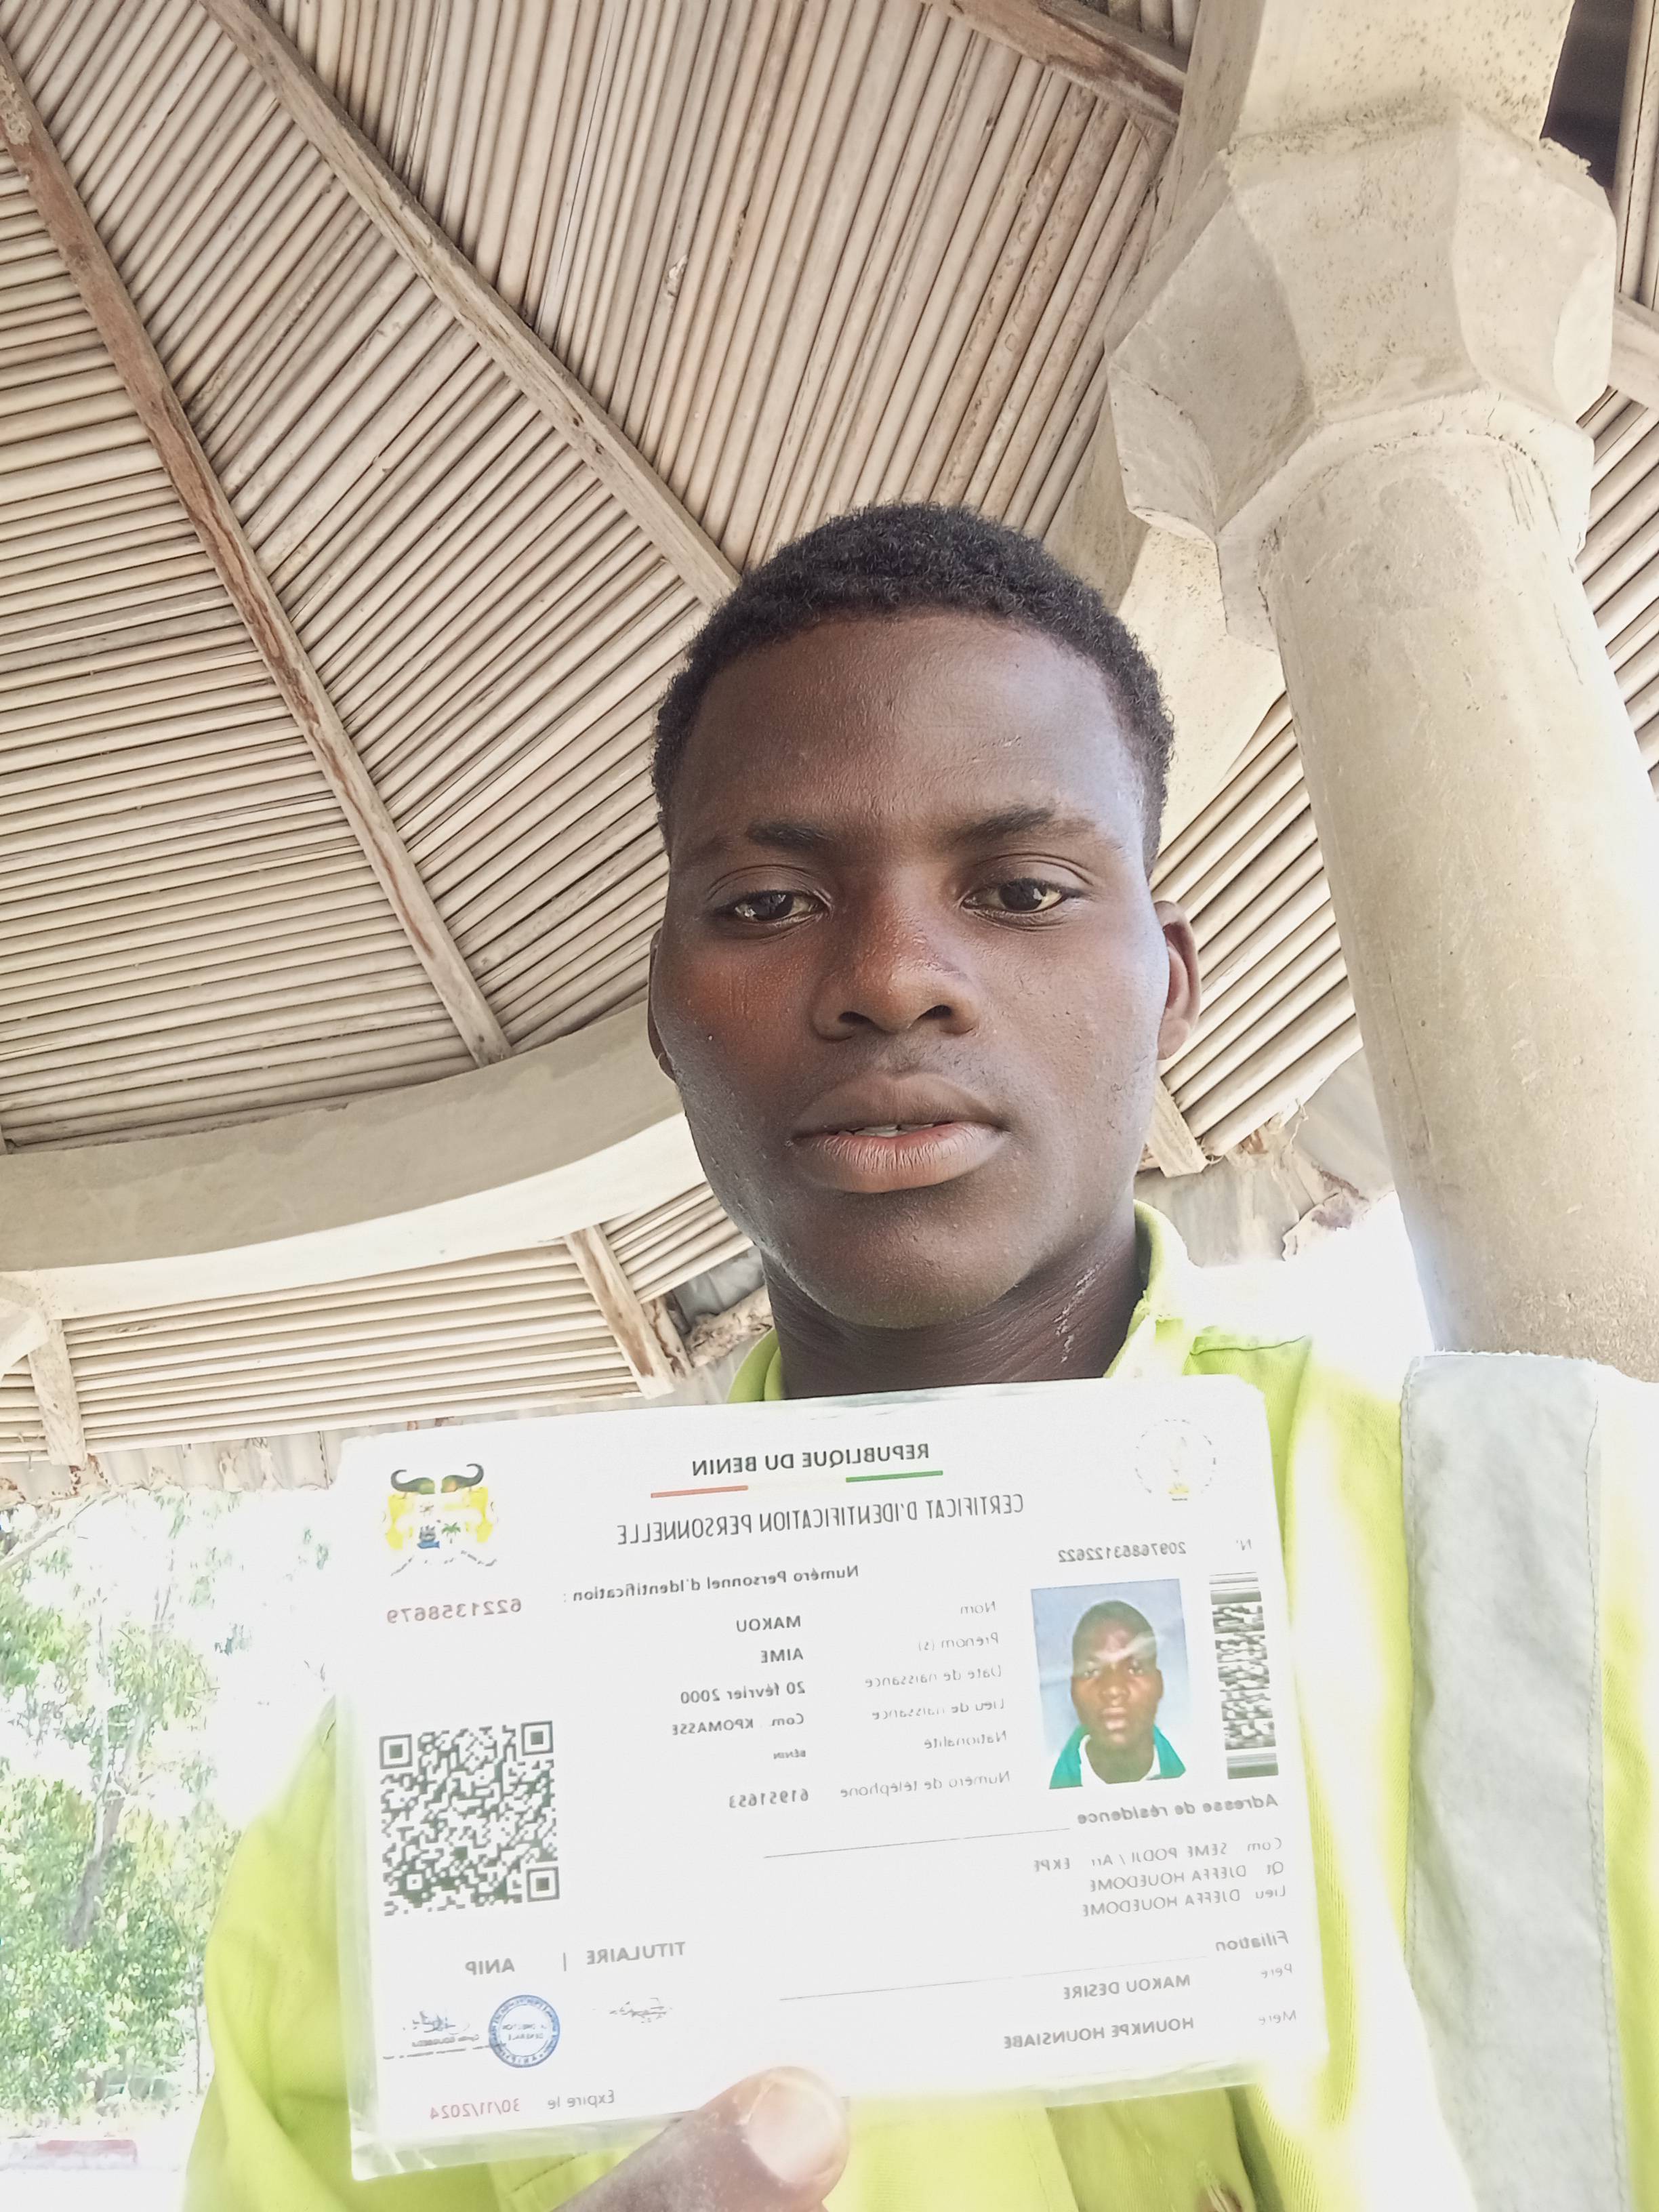 REPUBLIQUE DU BENIN
CERTIFICAT D'IDENTIFICATION PERSONNELLE
N° 20976853122622
Numéro Personnel d'Identification : 6221358679
Nom MAKOU
Prénom (s) AIME
Date de naissance 20 février 2000
Lieu de naissance Com. KPOMASSE
Nationalité BÉNIN
Numéro de téléphone 61951653
Adresse de résidence
Com SEME PODJI / Arr EKPE
Qt DJEFFA HOUEDOME
Lieu DJEFFA HOUEDOME
Filiation
Père MAKOU DESIRE
Mère HOUNKPE HOUNSIABE
TITULAIRE | ANIP
Expire le 30/11/2024